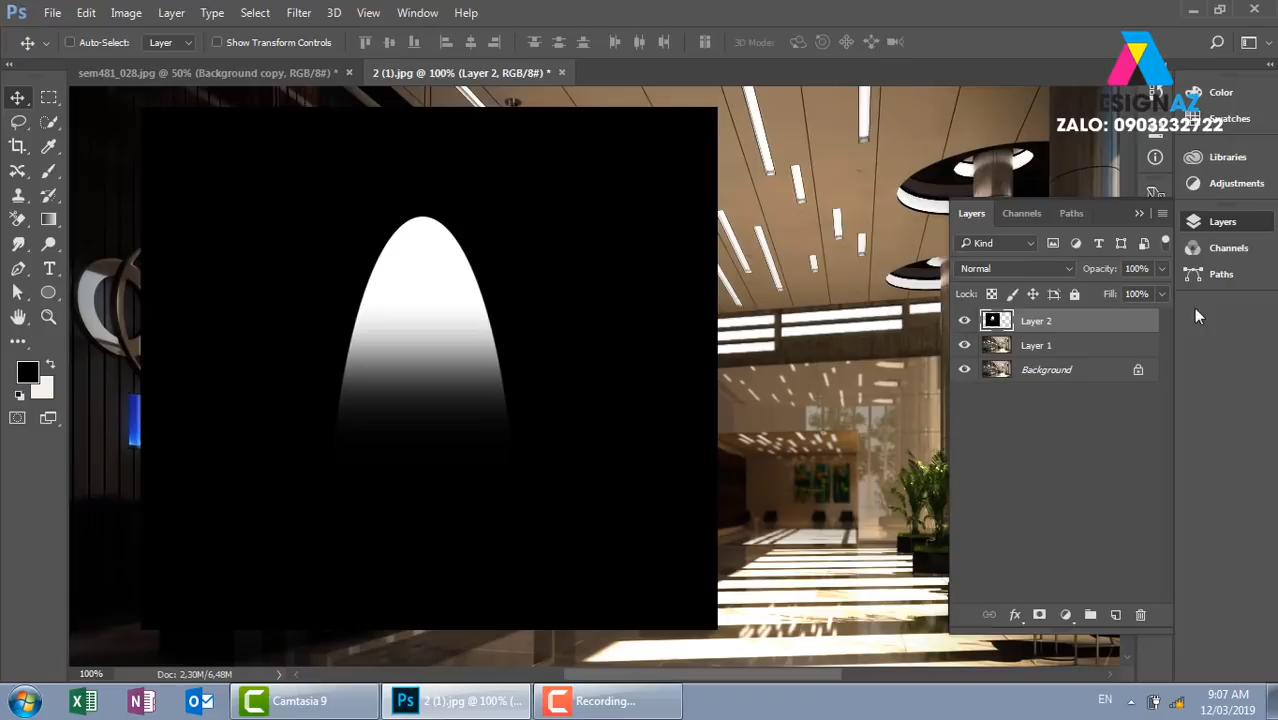 Ps File Edit Image Layer Type Select Filter 3D View Window Help
Auto-Select: Layer Show Transform Controls 3D Mode:
sem481_028.jpg @ 50% (Background copy, RGB/8#) * × 2 (1).jpg @ 100% (Layer 2, RGB/8#) * ×
ESIGNAZ
ZALO: 0903232722
Color
Swatches
Libraries
Adjustments
Layers
Channels
Paths
Layers Channels Paths
Kind
Normal Opacity: 100%
Lock: Fill: 100%
Layer 2
Layer 1
Background
fx
100% Doc: 2,30M/6,48M
Camtasia 9 Ps 2 (1).jpg @ 100% (... Recording... EN 9:07 AM
12/03/2019